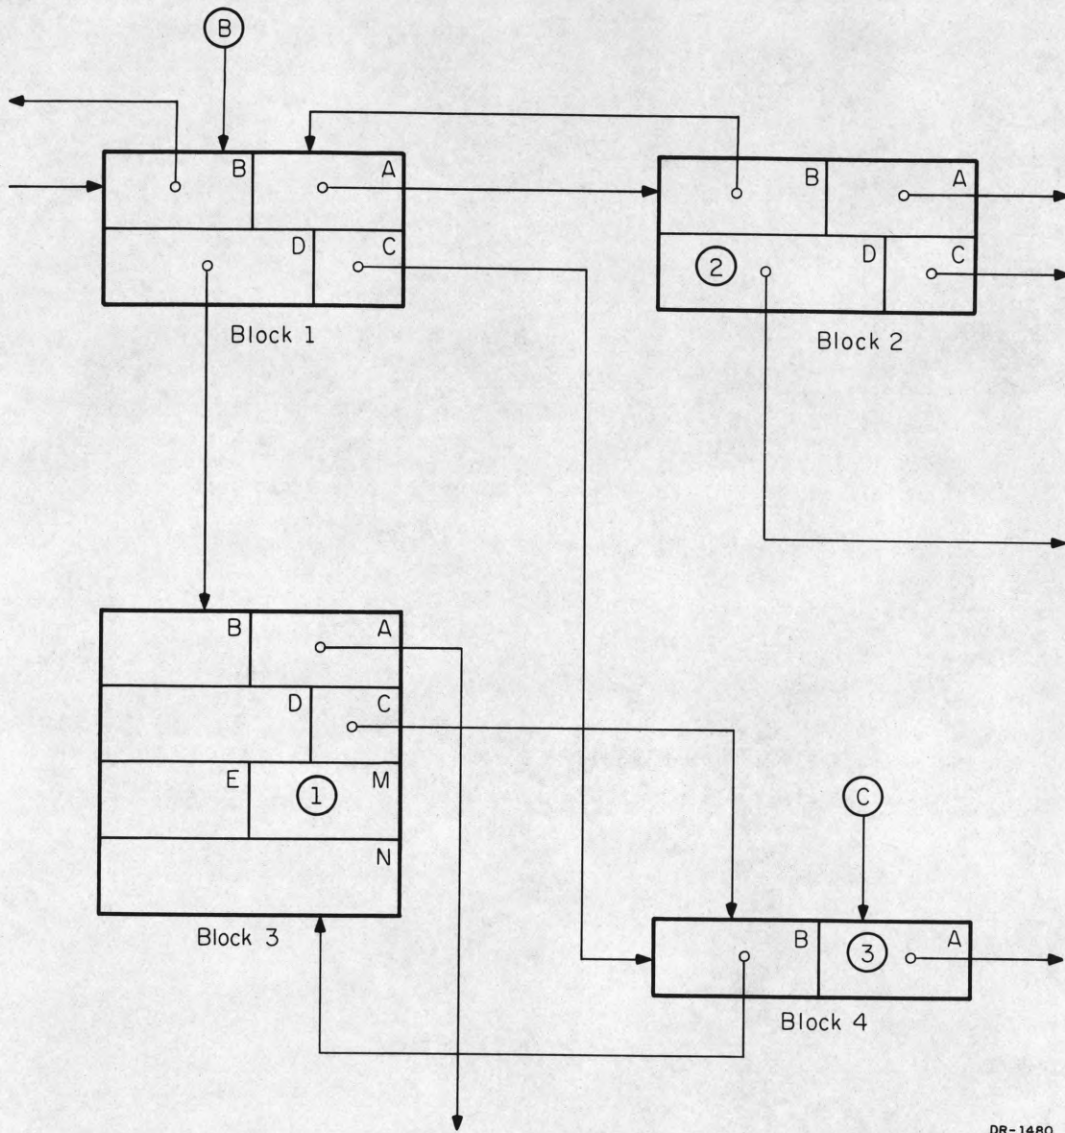 B
B A
D C
Block 1
B A
2 D C
Block 2
B A
D C
E 1 M
N
Block 3
C
B 3 A
Block 4
DR-1480